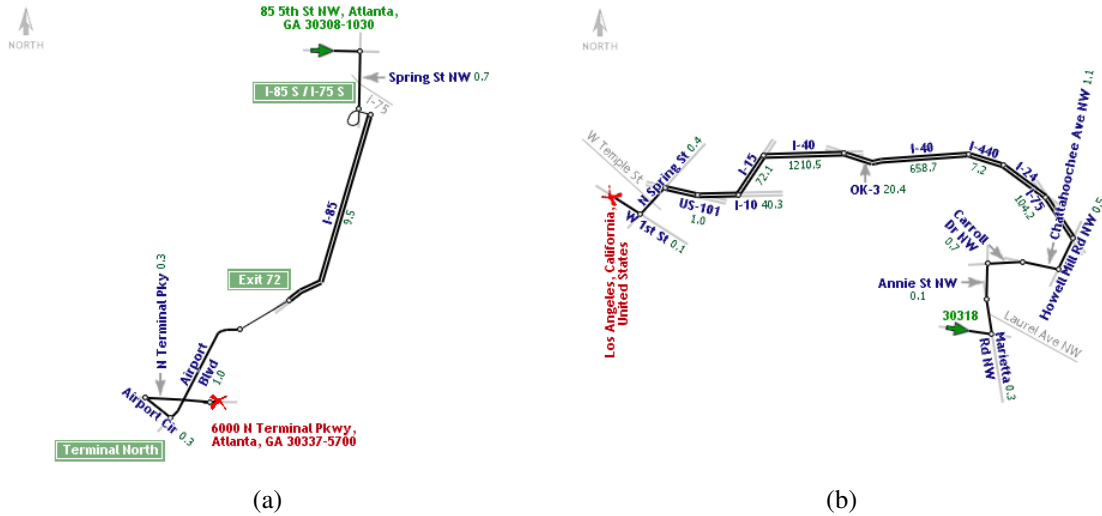 NORTH
85 5th St NW, Atlanta,
GA 30308-1030
Spring St NW 0.7
I-85 S / I-75 S
I-75
I-85
9.5
Exit 72
N Terminal Pky 0.3
Airport
Blvd
1.0
Airport Cir 0.3
6000 N Terminal Pkwy,
Atlanta, GA 30337-5700
Terminal North
(a)
NORTH
W Temple St
N Spring St 0.4
I-15
72.1
I-40
1210.5
I-40
658.7
I-440
7.2
I-24
I-75
104.2
Chattahoochee Ave NW 1.1
OK-3 20.4
US-101
1.0
I-10 40.3
W 1st St 0.1
Los Angeles, California,
United States
Carroll
Dr NW
0.7
Howell Mill Rd NW 0.5
Annie St NW
0.1
30318
Laurel Ave NW
Marietta
Rd NW
0.3
(b)